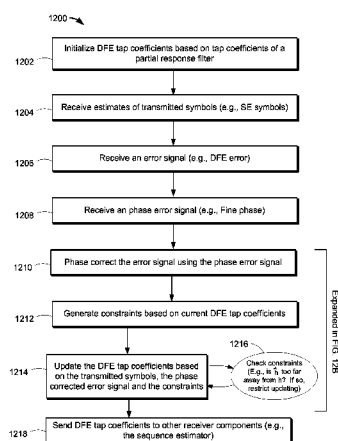 1200
Initialize DFE tap coefficients based on tap coefficients of a
partial response filter
1202
Receive estimates of transmitted symbols (e.g., SE symbols)
1204
Receive an error signal (e.g., DFE error)
1206
Receive an phase error signal (e.g., Fine phase)
1208
Phase correct the error signal using the phase error signal
1210
Generate constraints based on current DFE tap coefficients
1212
Update the DFE tap coefficients
based on the transmitted symbols, the phase
corrected error signal and the constraints
1214
1216
Check constraints
(E.g., is ĥ too far
away from h? If so,
restrict updating)
Send DFE tap coefficients to other receiver components (e.g.,
the sequence estimator)
1218
Expanded in FIG 12B